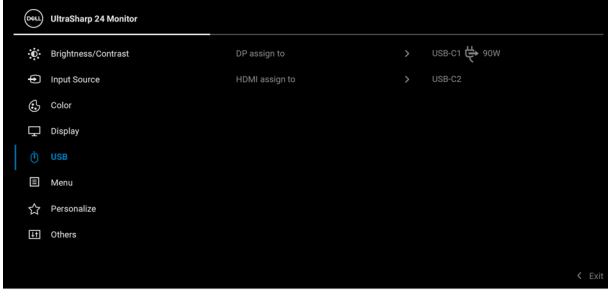 DELL UltraSharp 24 Monitor
Brightness/Contrast DP assign to > USB-C1 90W
Input Source HDMI assign to > USB-C2
Color
Display
USB
Menu
Personalize
Others
< Exit